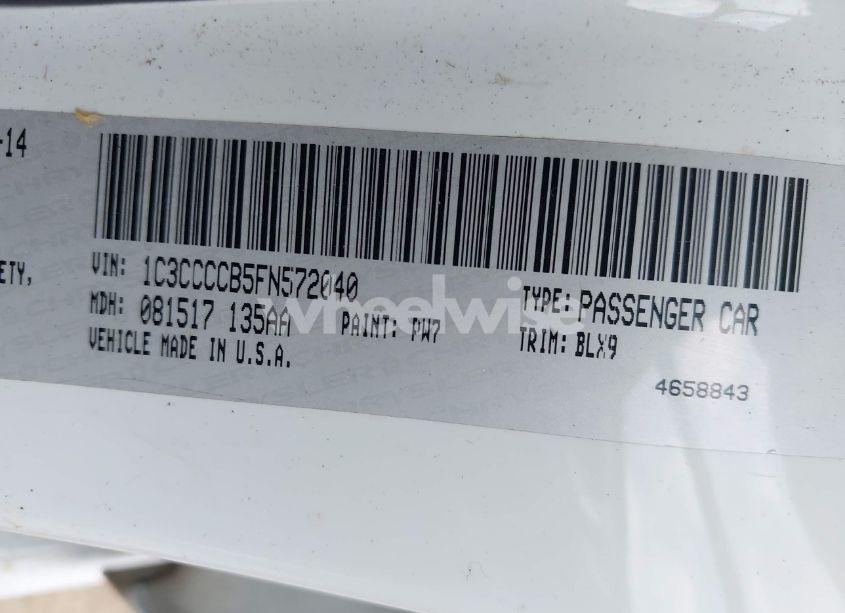 -14
ETY,
VIN: 1C3CCCCB5FN572040
TYPE: PASSENGER CAR
MDH: 081517 135AA
PAINT: PW7
TRIM: BLX9
VEHICLE MADE IN U.S.A.
4658843
wheelwise